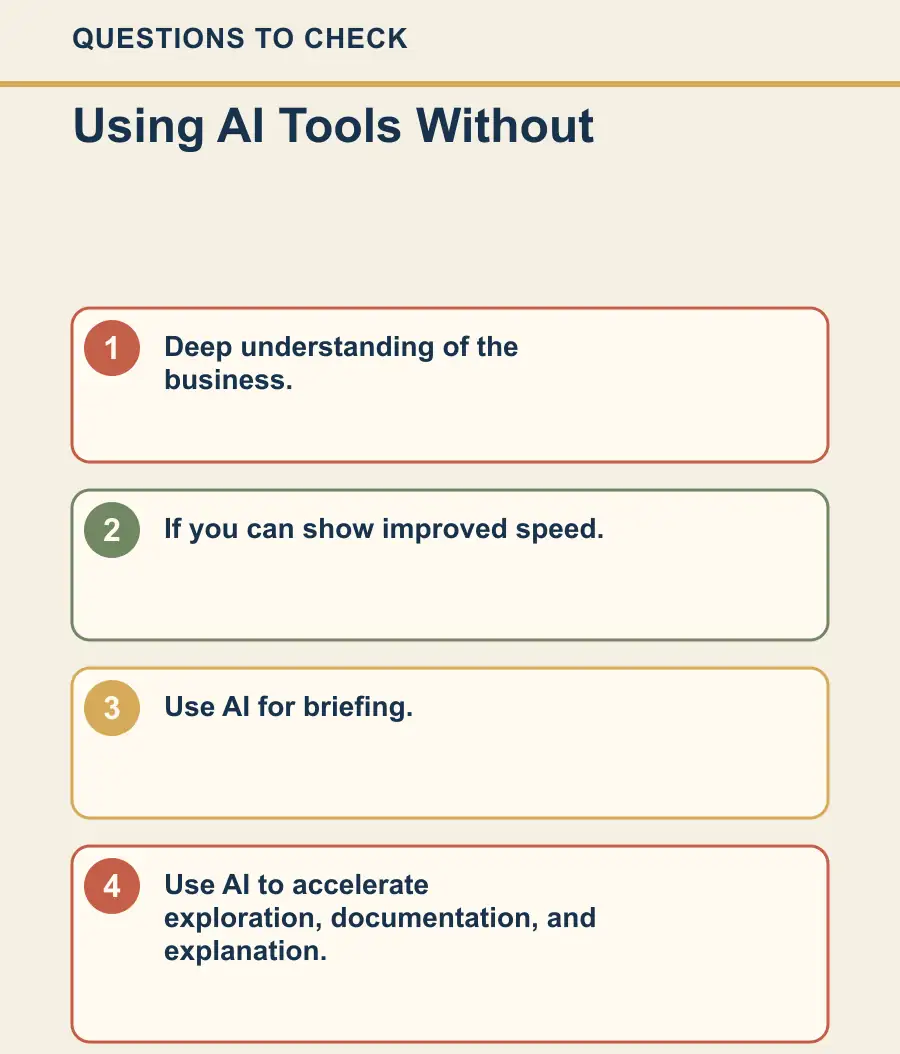 QUESTIONS TO CHECK
Using AI Tools Without
1
Deep understanding of the
business.
2
If you can show improved speed.
3
Use AI for briefing.
4
Use AI to accelerate
exploration, documentation, and
explanation.